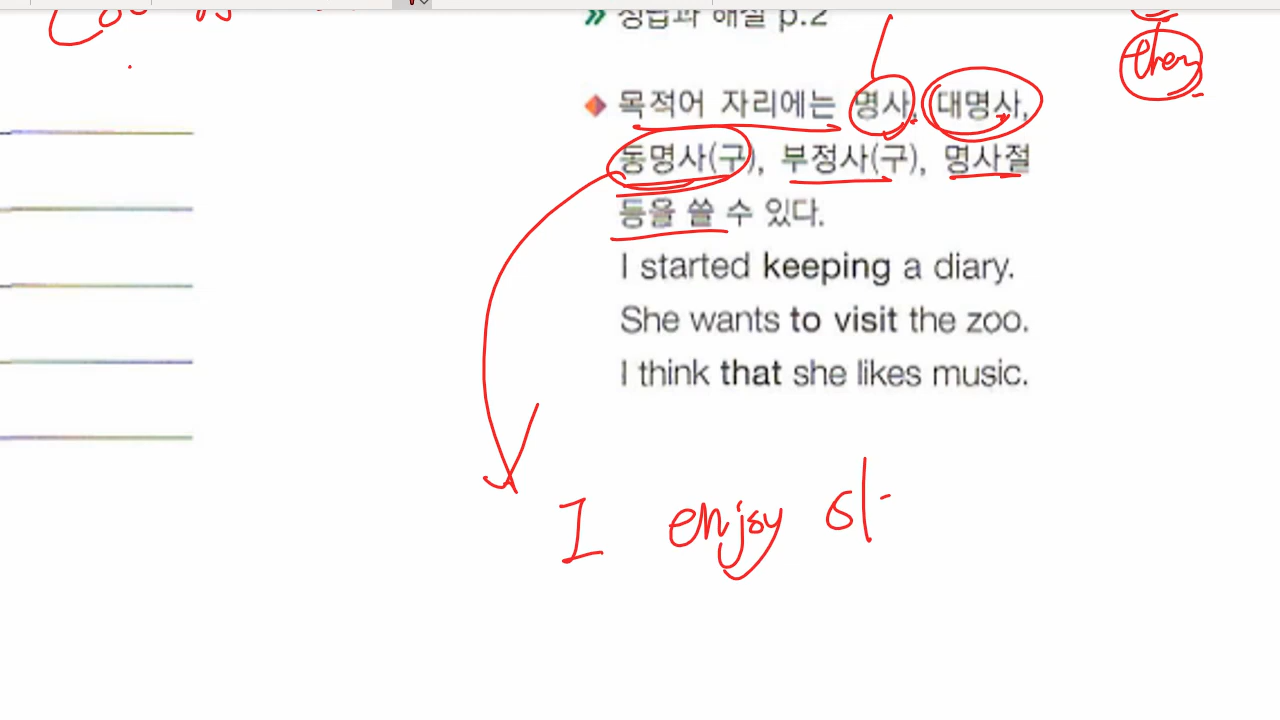 » 정답과 해설 p.2
them
◆ 목적어 자리에는 명사, 대명사,
동명사(구), 부정사(구), 명사절
등을 쓸 수 있다.
I started keeping a diary.
She wants to visit the zoo.
I think that she likes music.
I enjoy st